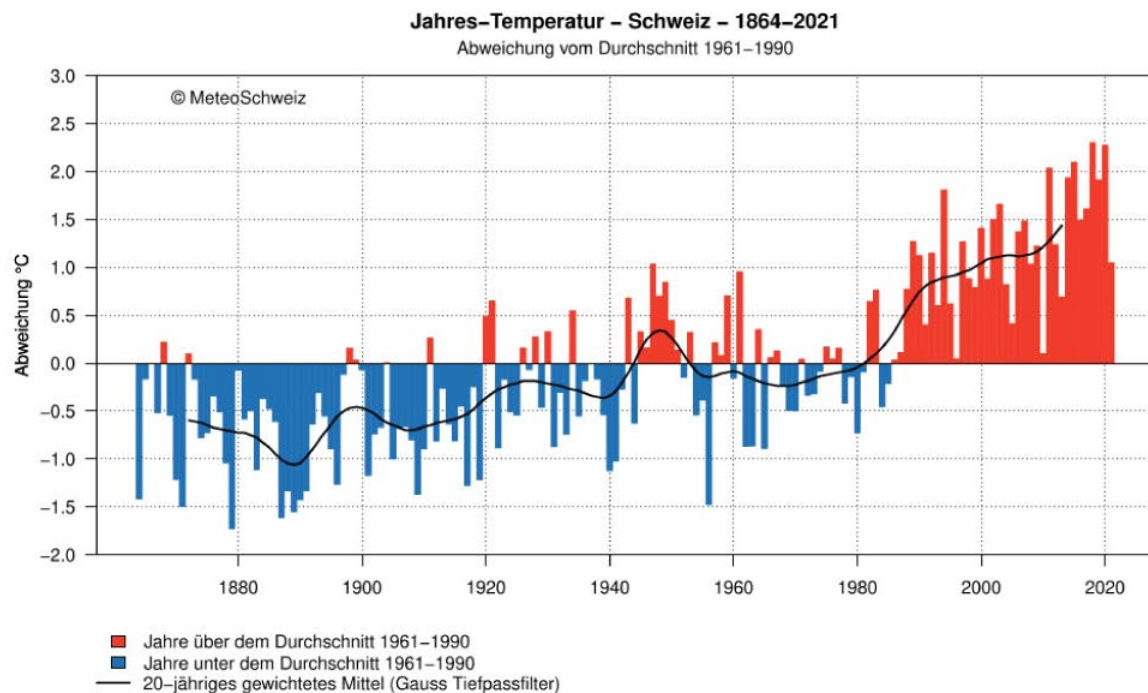 Jahres−Temperatur − Schweiz − 1864−2021
Abweichung vom Durchschnitt 1961−1990
© MeteoSchweiz
Abweichung °C
3.0
2.5
2.0
1.5
1.0
0.5
0.0
−0.5
−1.0
−1.5
−2.0
1880 1900 1920 1940 1960 1980 2000 2020
Jahre über dem Durchschnitt 1961−1990
Jahre unter dem Durchschnitt 1961−1990
20−jähriges gewichtetes Mittel (Gauss Tiefpassfilter)